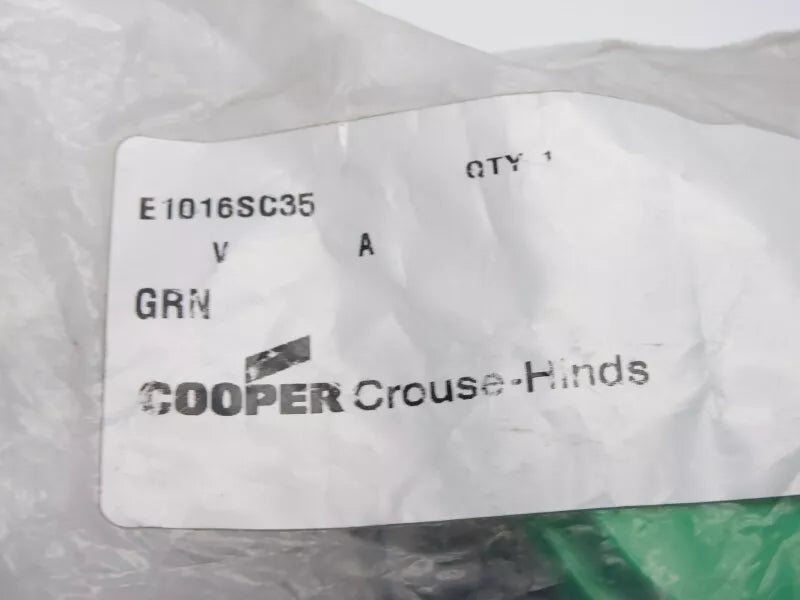 QTY 1
E1016SC35
V A
GRN
COOPER Crouse-Hinds